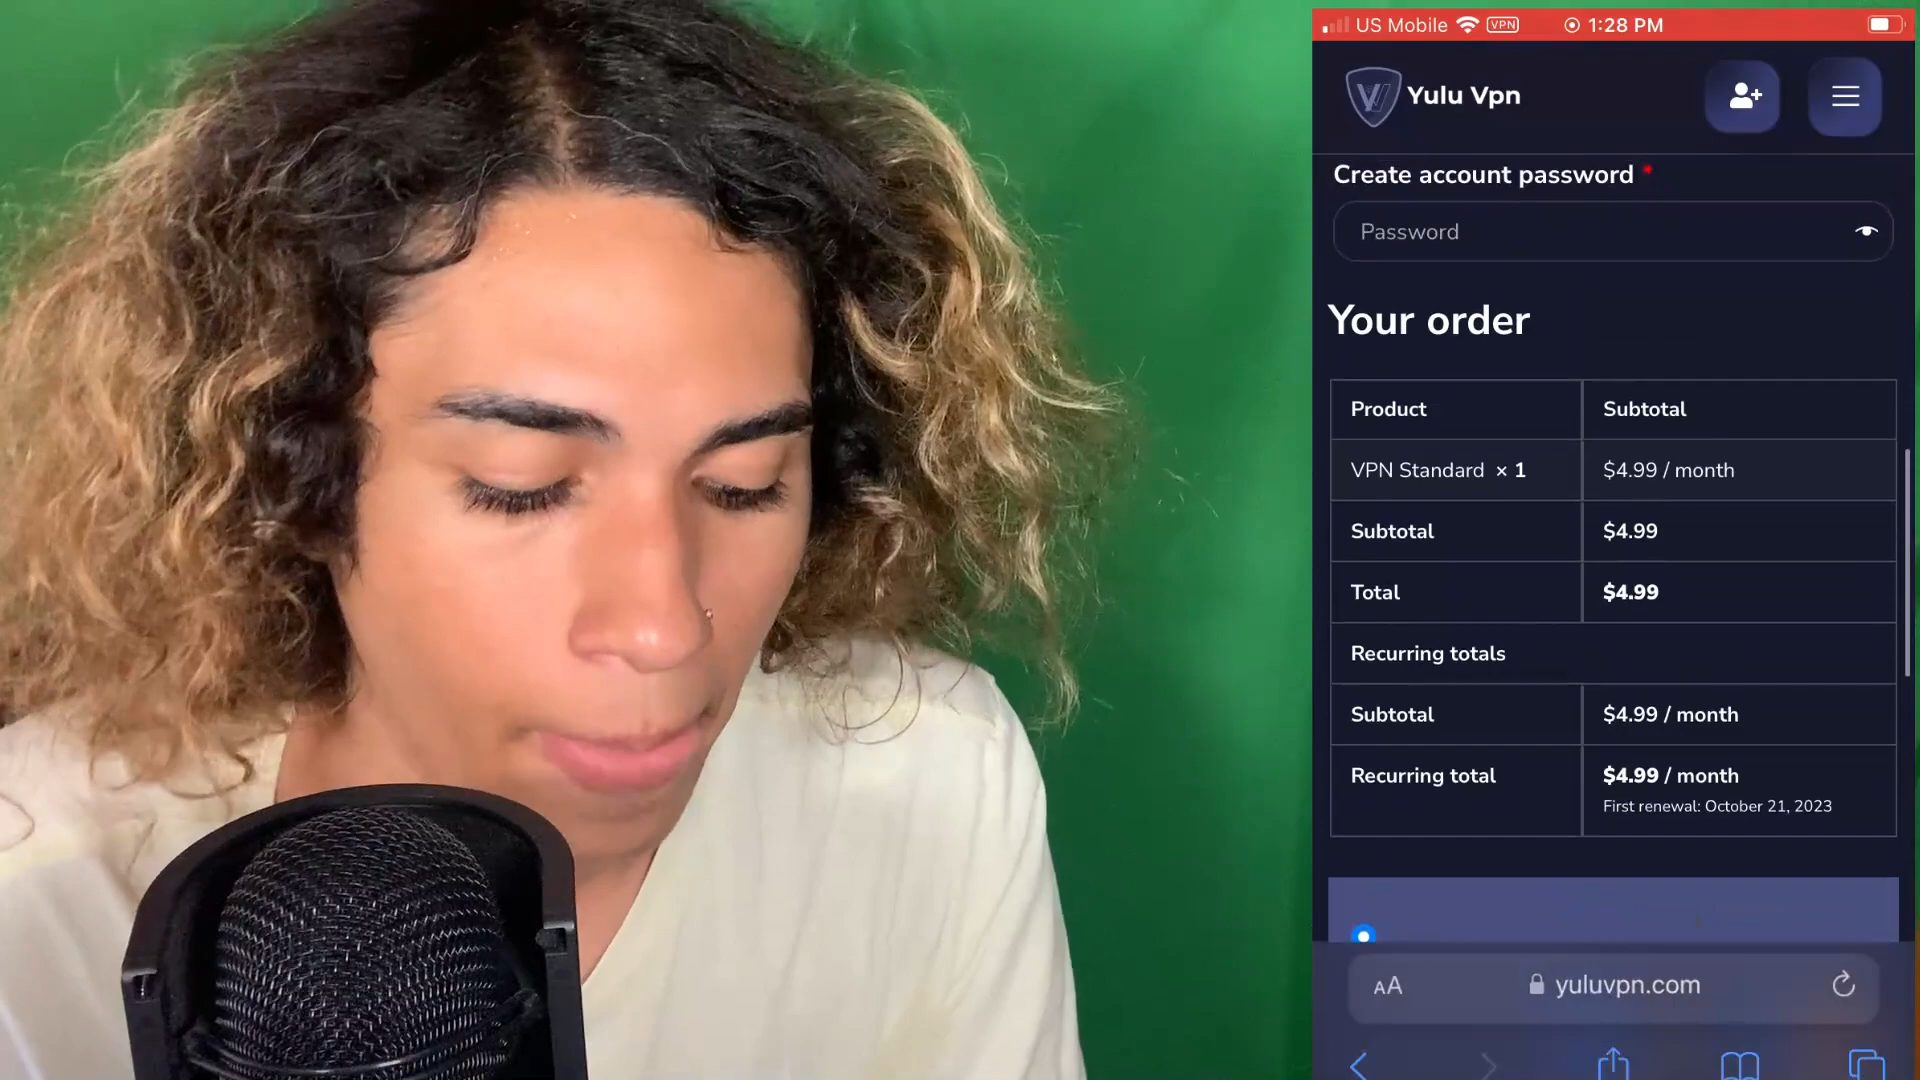 US Mobile VPN 1:28 PM
Yulu Vpn
Create account password *
Password
Your order
Product Subtotal
VPN Standard × 1 $4.99 / month
Subtotal $4.99
Total $4.99
Recurring totals
Subtotal $4.99 / month
Recurring total $4.99 / month
First renewal: October 21, 2023
AA yuluvpn.com